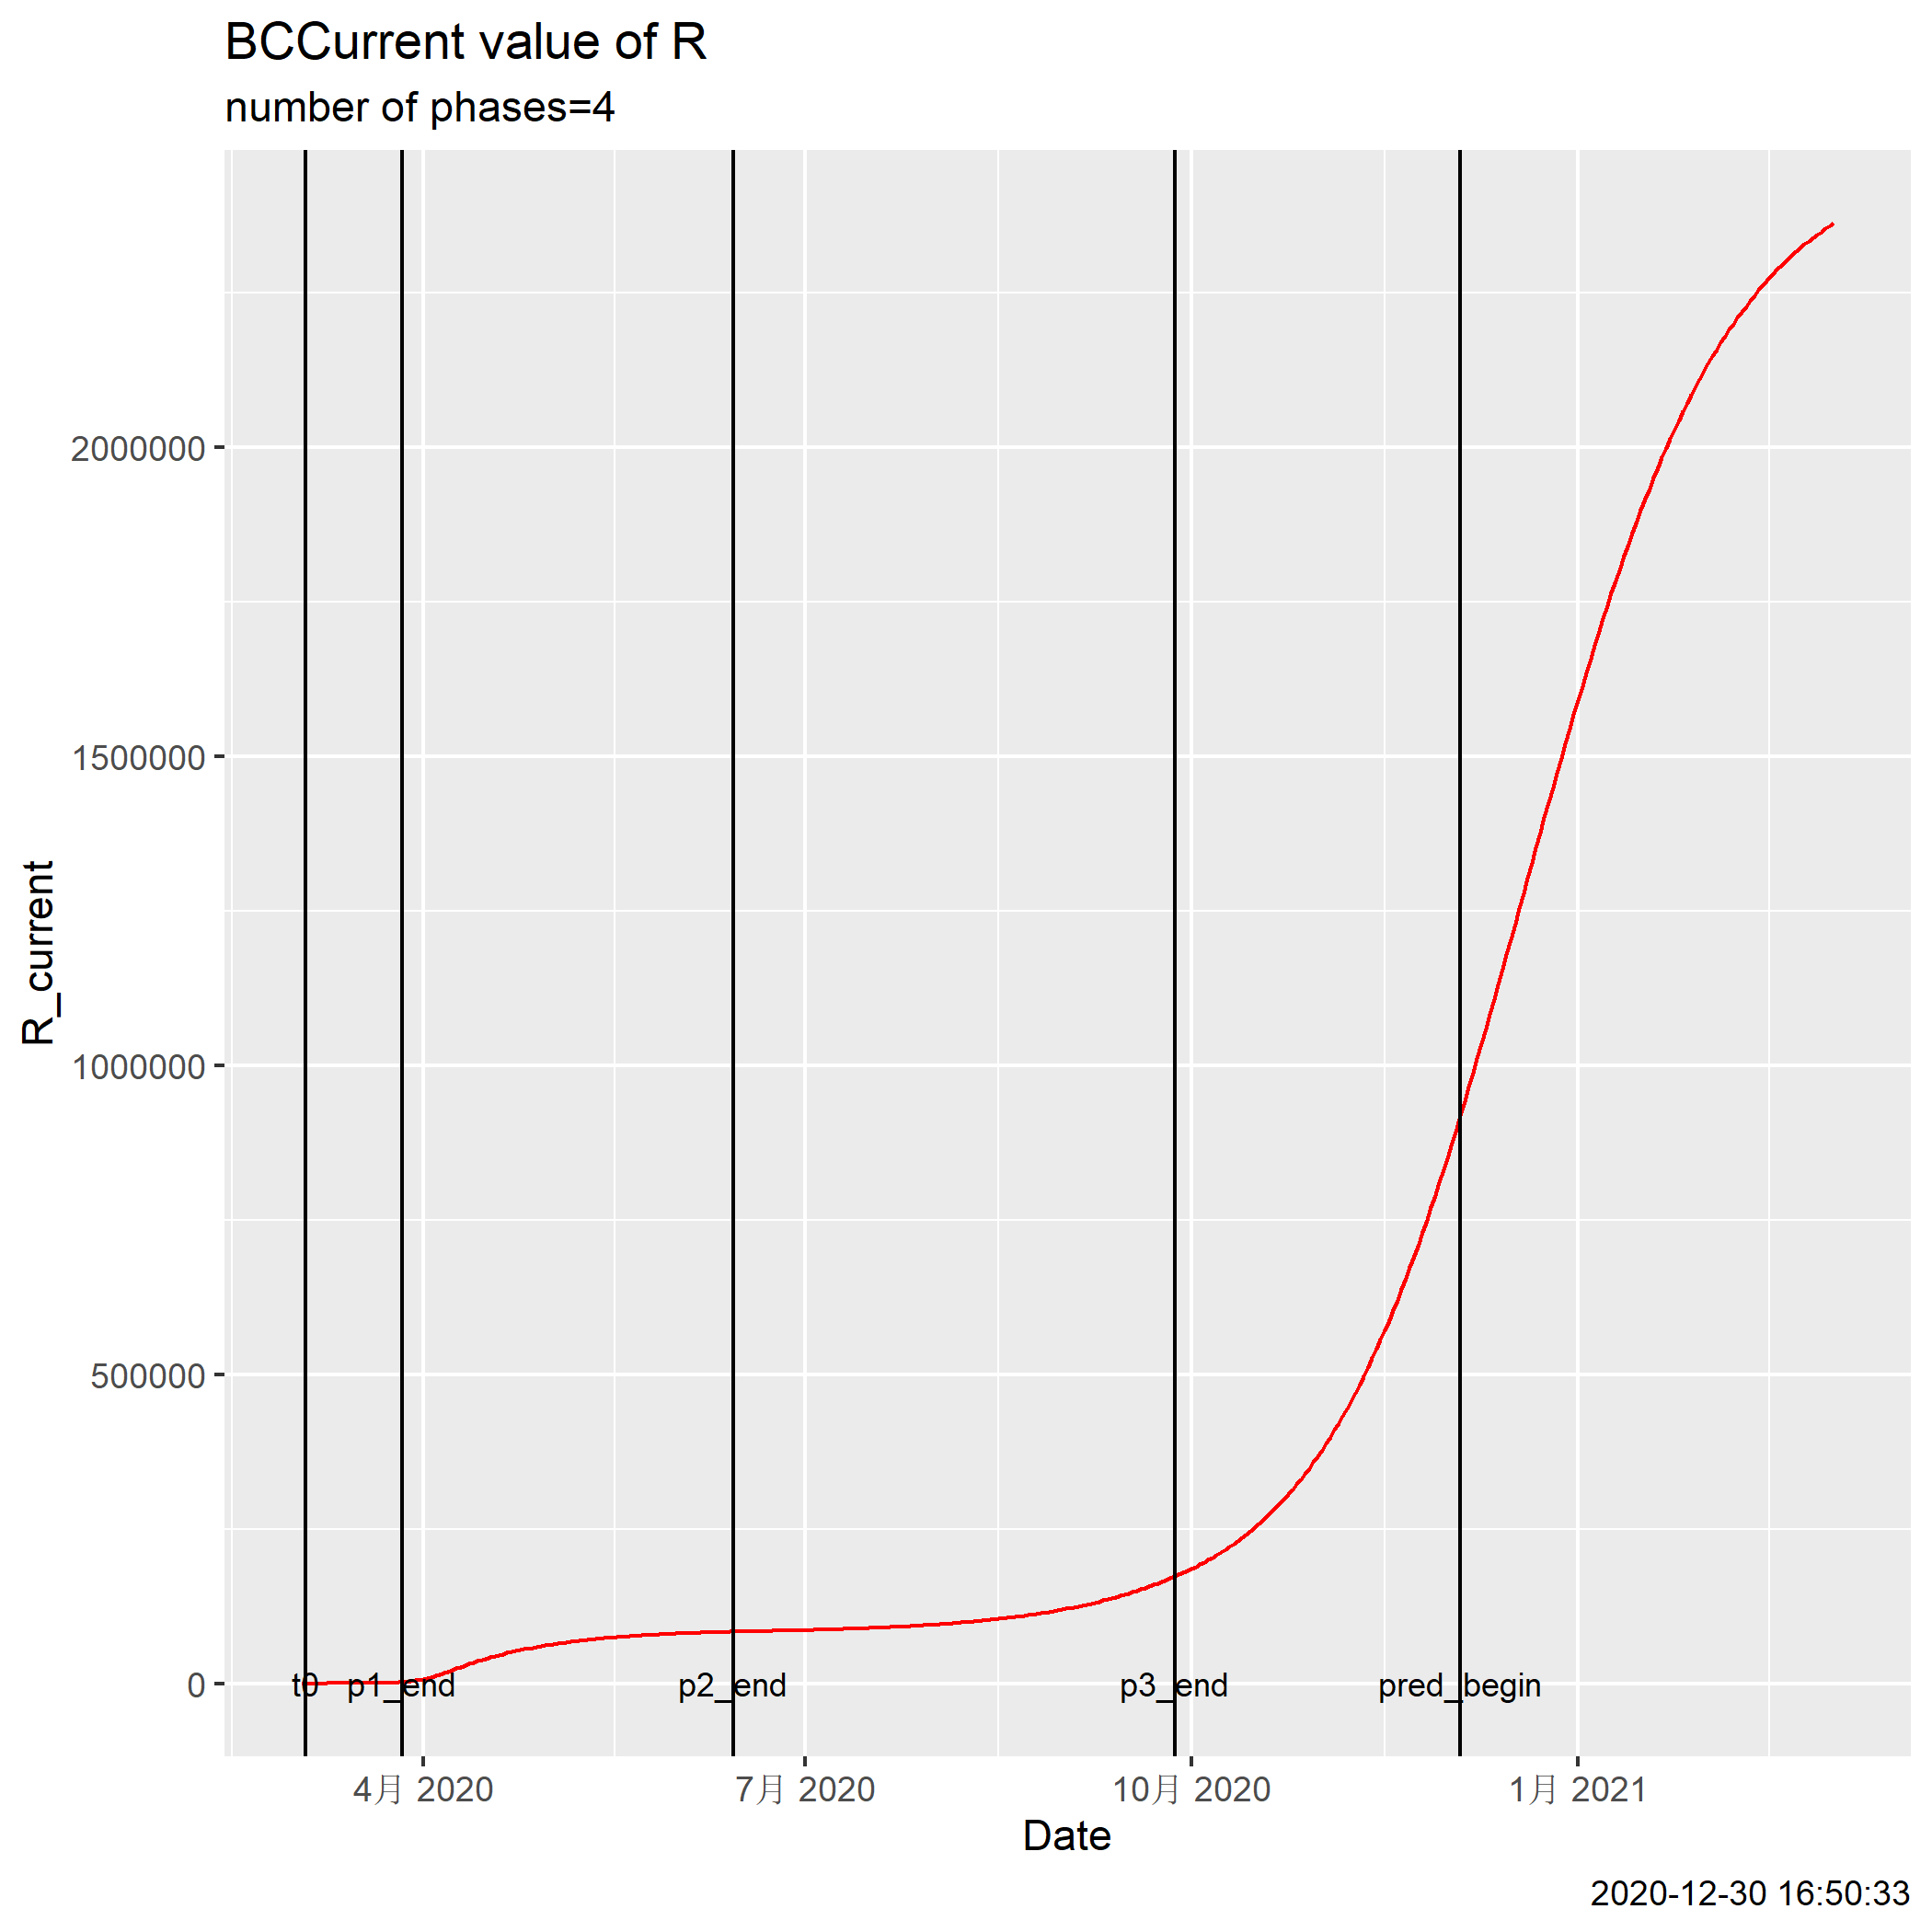 BCCurrent value of R
number of phases=4
R_current
2000000
1500000
1000000
500000
0
t0 p1_end p2_end p3_end pred_begin
4月 2020 7月 2020 10月 2020 1月 2021
Date
2020-12-30 16:50:33